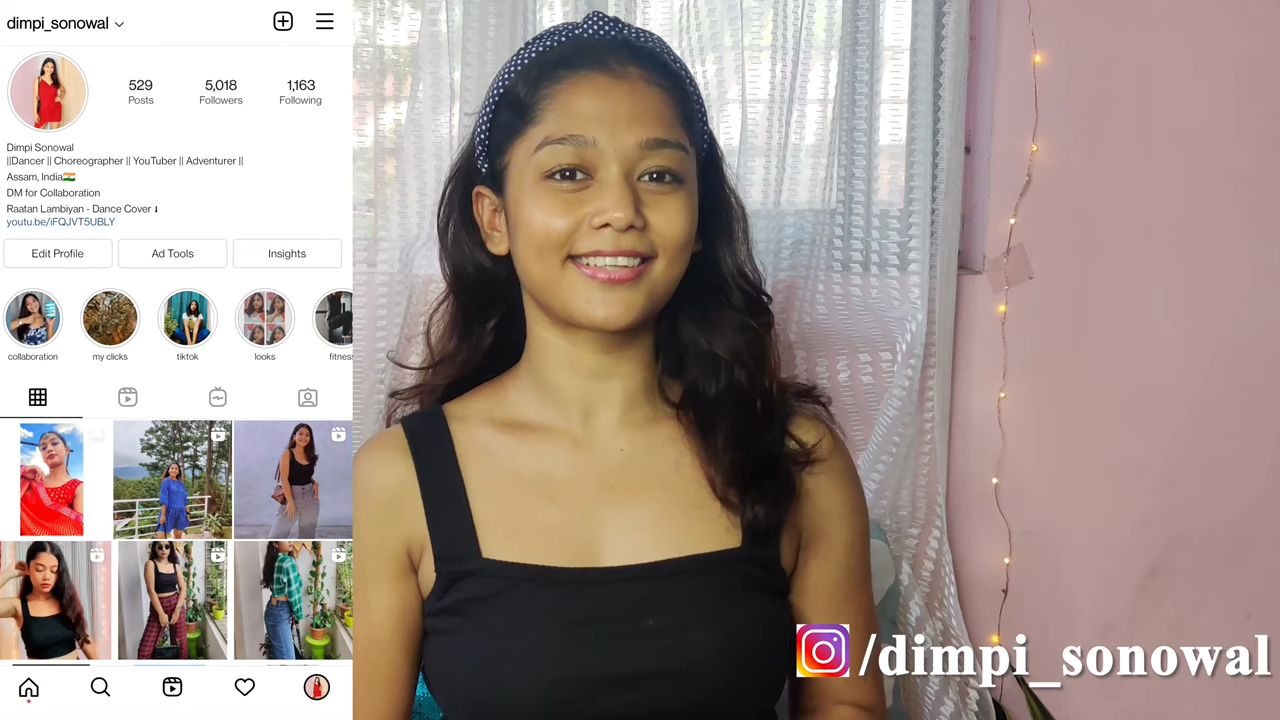 dimpi_sonowal
529
5,018
1,163
Posts
Followers
Following
Dimpi Sonowal
||Dancer || Choreographer || YouTuber || Adventurer ||
Assam, India🇮🇳
DM for Collaboration
Raatan Lambiyan - Dance Cover ⬇
youtu.be/iFQJVT5UBLY
Edit Profile
Ad Tools
Insights
collaboration
my clicks
tiktok
looks
fitness
/dimpi_sonowal